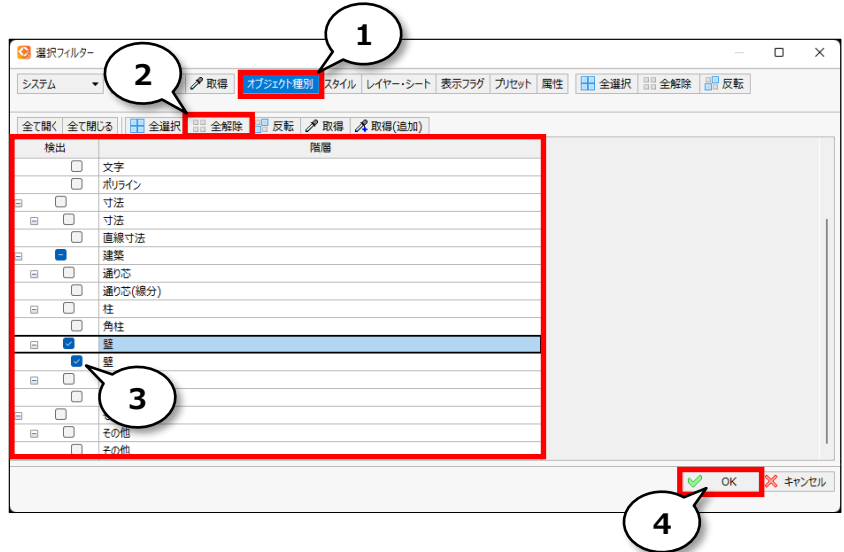 1
選択フィルター
2
システム 取得 オブジェクト種別 スタイル レイヤー・シート 表示フラグ プリセット 属性 全選択 全解除 反転
全て開く 全て閉じる 全選択 全解除 反転 取得 取得(追加)
検出 階層
文字
ポリライン
寸法
寸法
直線寸法
建築
通り芯
通り芯(線分)
柱
角柱
壁
壁
3
その他
その他
OK キャンセル
4